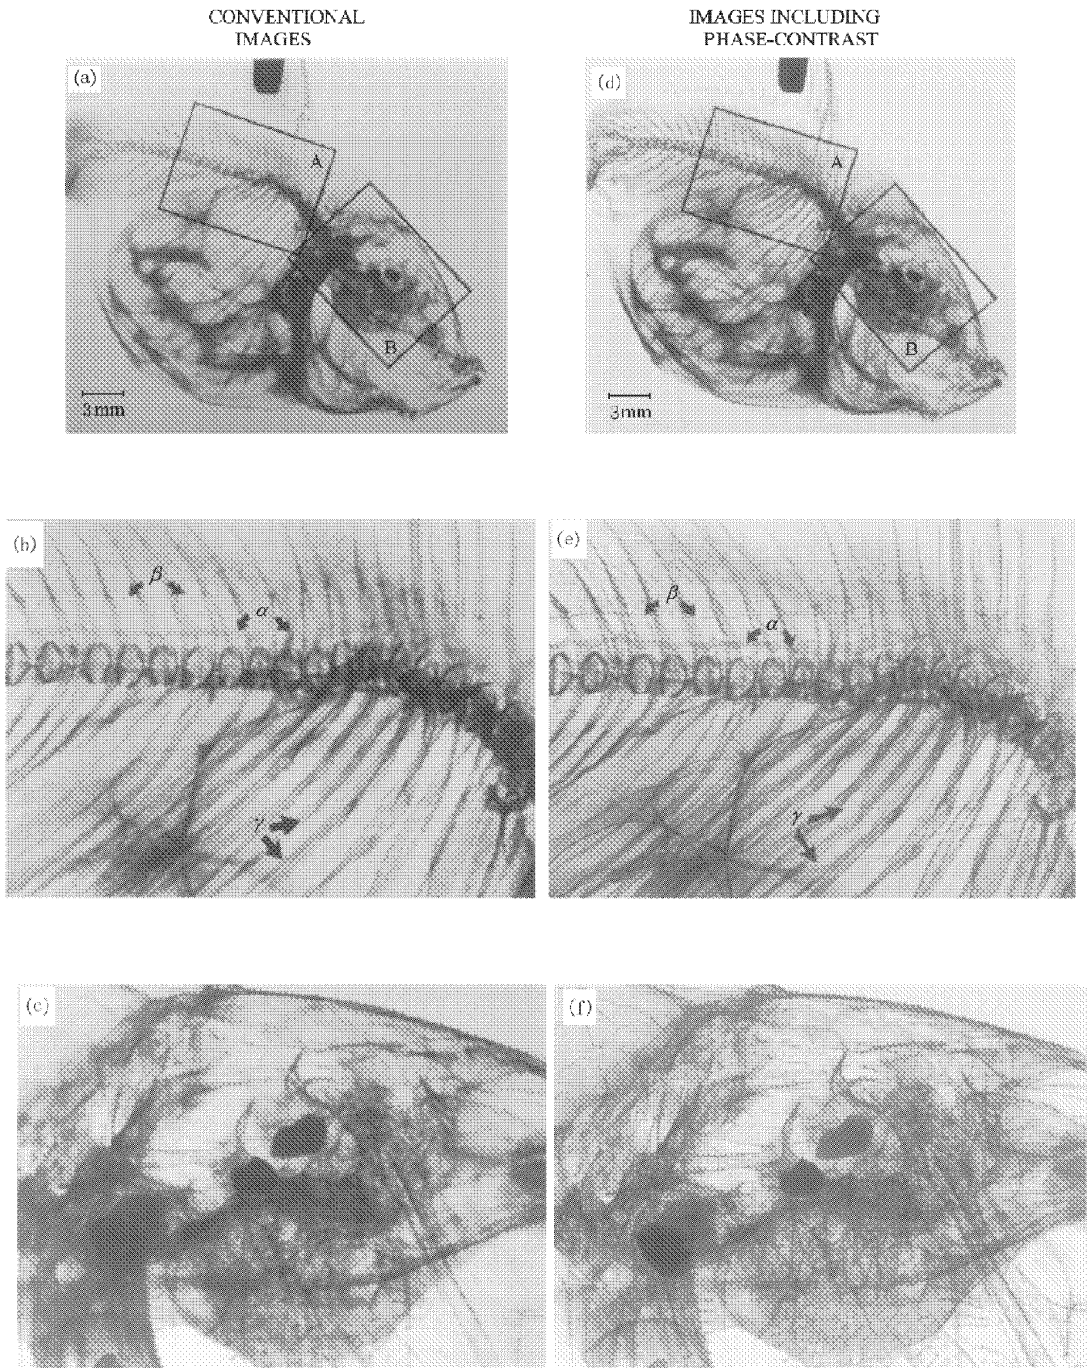 CONVENTIONAL
IMAGES
IMAGES INCLUDING
PHASE-CONTRAST
(a)
A
B
3mm
(d)
A
B
3mm
(b)
β
α
γ
(e)
β
α
γ
(c)
(f)